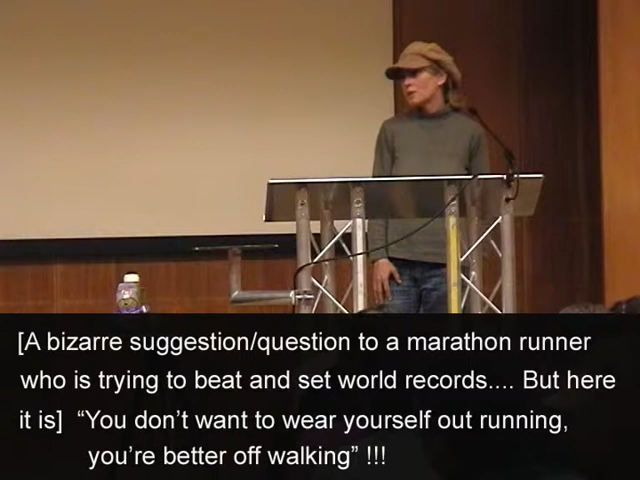 [A bizarre suggestion/question to a marathon runner
who is trying to beat and set world records.... But here
it is]  “You don’t want to wear yourself out running,
you’re better off walking” !!!